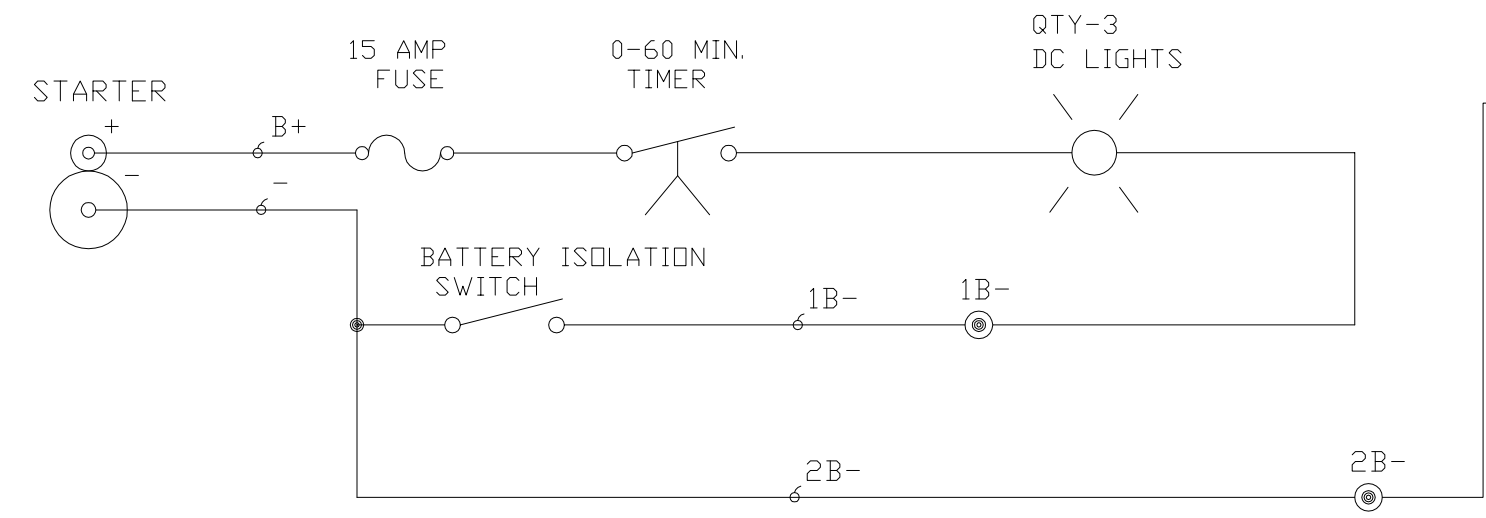 QTY-3
DC LIGHTS
15 AMP
FUSE
0-60 MIN.
TIMER
STARTER
+
B+
-
-
BATTERY ISOLATION
SWITCH
1B-
1B-
2B-
2B-